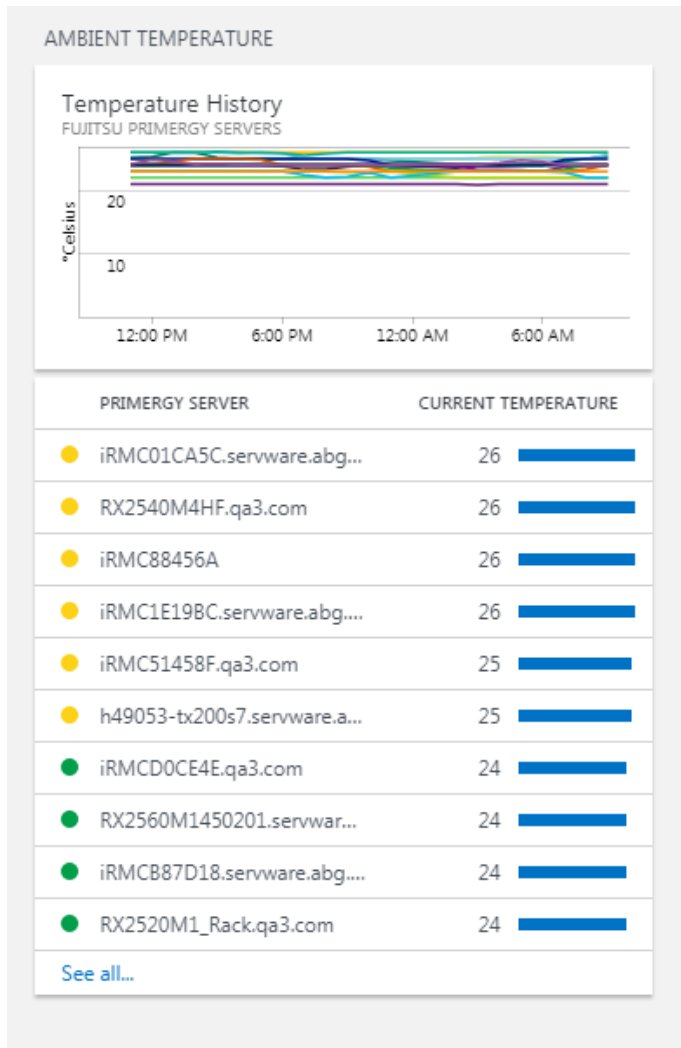 AMBIENT TEMPERATURE
Temperature History
FUJITSU PRIMERGY SERVERS
°Celsius
20
10
12:00 PM 6:00 PM 12:00 AM 6:00 AM
PRIMERGY SERVER CURRENT TEMPERATURE
iRMC01CA5C.servware.abg... 26
RX2540M4HF.qa3.com 26
iRMC88456A 26
iRMC1E19BC.servware.abg.... 26
iRMC51458F.qa3.com 25
h49053-tx200s7.servware.a... 25
iRMCD0CE4E.qa3.com 24
RX2560M1450201.servwar... 24
iRMCB87D18.servware.abg.... 24
RX2520M1_Rack.qa3.com 24
See all...